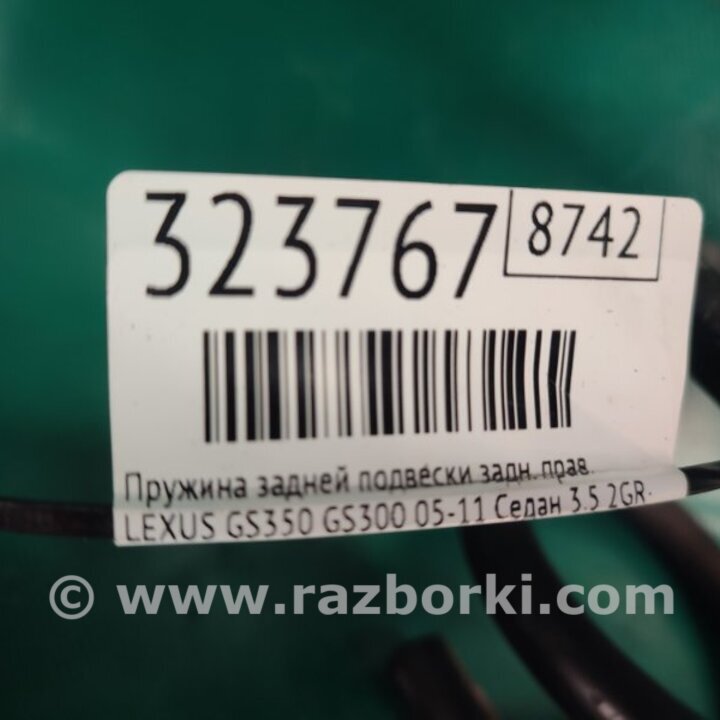 323767 8742
Пружина задней подвески задн. прав.
LEXUS GS350 GS300 05-11 Седан 3.5 2GR-
© www.razborki.com